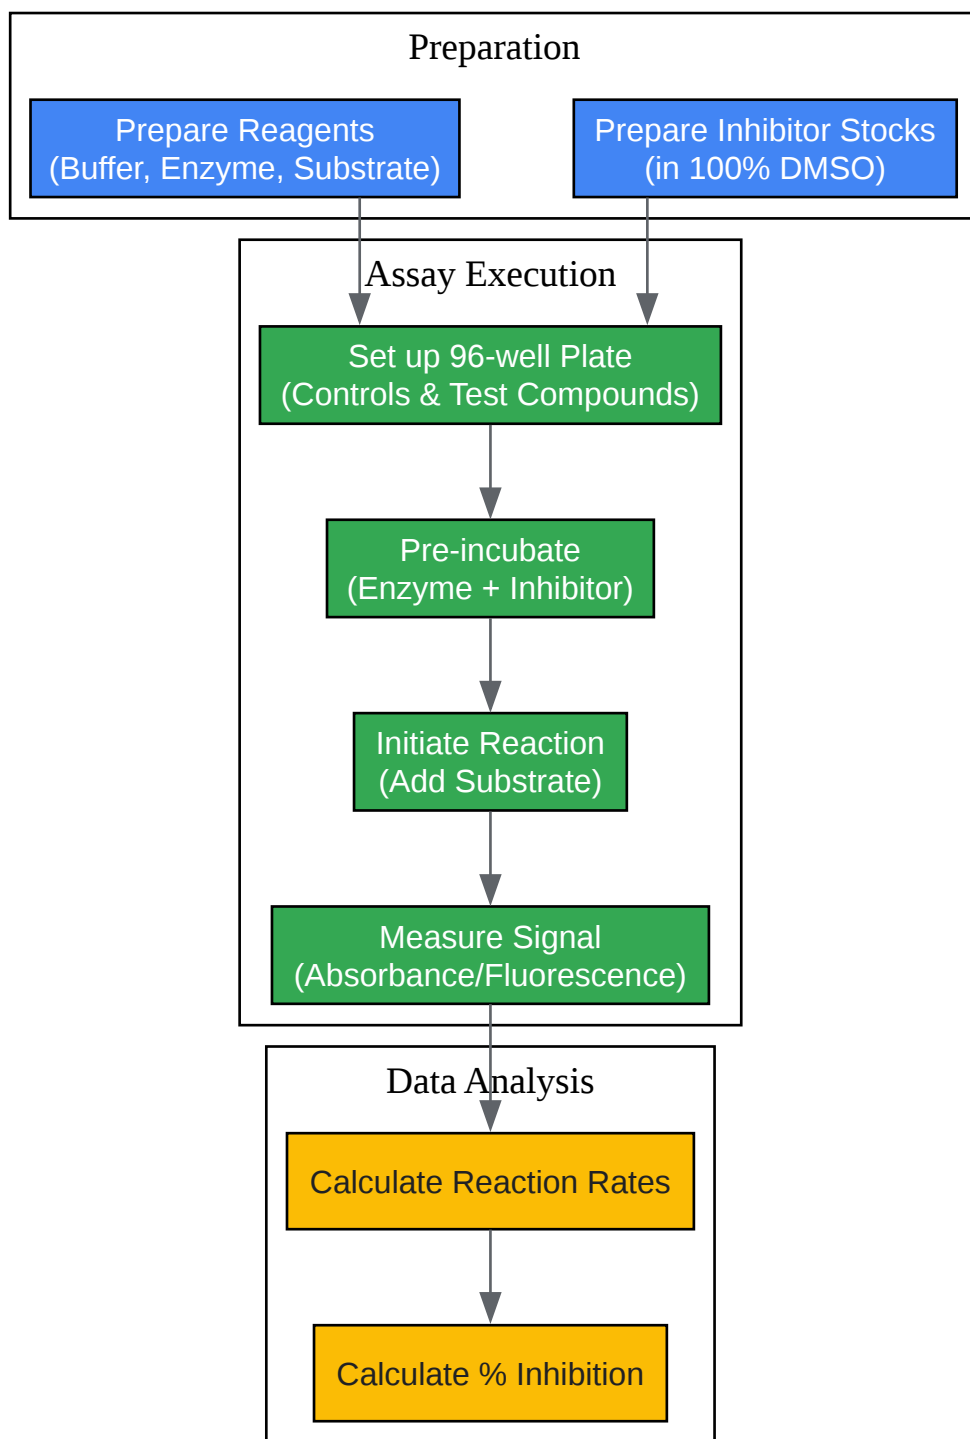 Preparation
Prepare Reagents
(Buffer, Enzyme, Substrate)
Prepare Inhibitor Stocks
(in 100% DMSO)
Assay Execution
Set up 96-well Plate
(Controls & Test Compounds)
Pre-incubate
(Enzyme + Inhibitor)
Initiate Reaction
(Add Substrate)
Measure Signal
(Absorbance/Fluorescence)
Data Analysis
Calculate Reaction Rates
Calculate % Inhibition